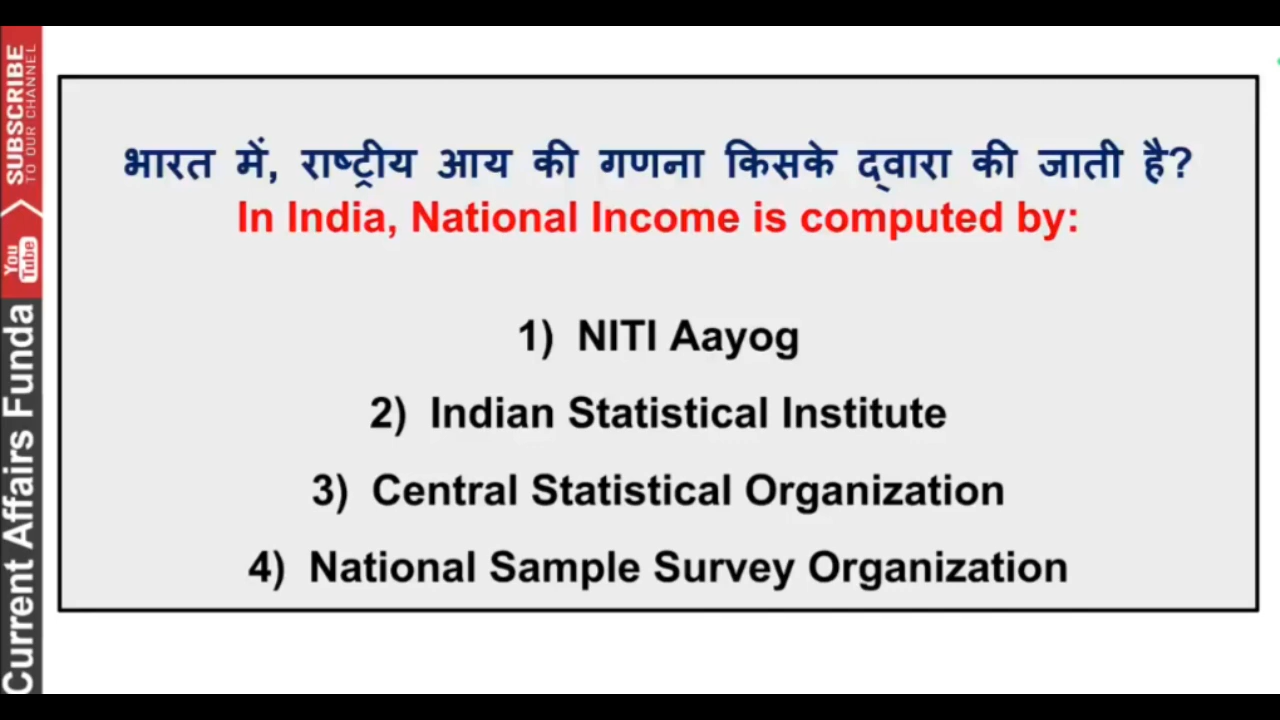 SUBSCRIBE
TO OUR CHANNEL
You
Tube
Current Affairs Funda
भारत में, राष्ट्रीय आय की गणना किसके द्वारा की जाती है?
In India, National Income is computed by:
1) NITI Aayog
2) Indian Statistical Institute
3) Central Statistical Organization
4) National Sample Survey Organization